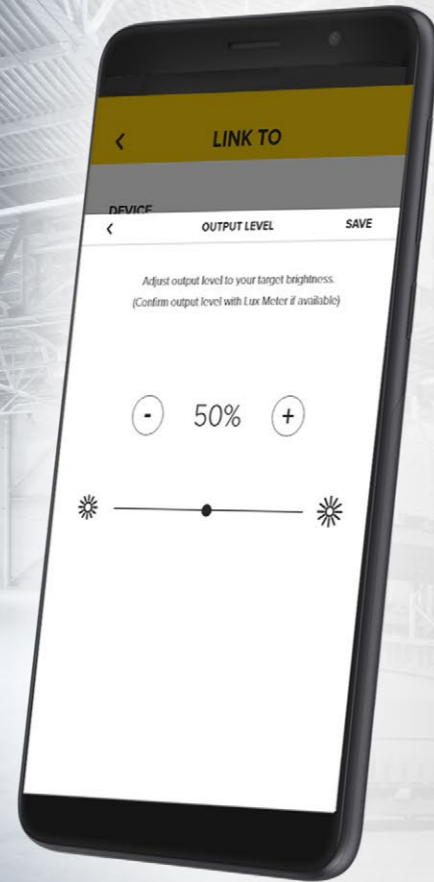 LINK TO
DEVICE
OUTPUT LEVEL SAVE
Adjust output level to your target brightness.
(Confirm output level with Lux Meter if available)
- 50% +